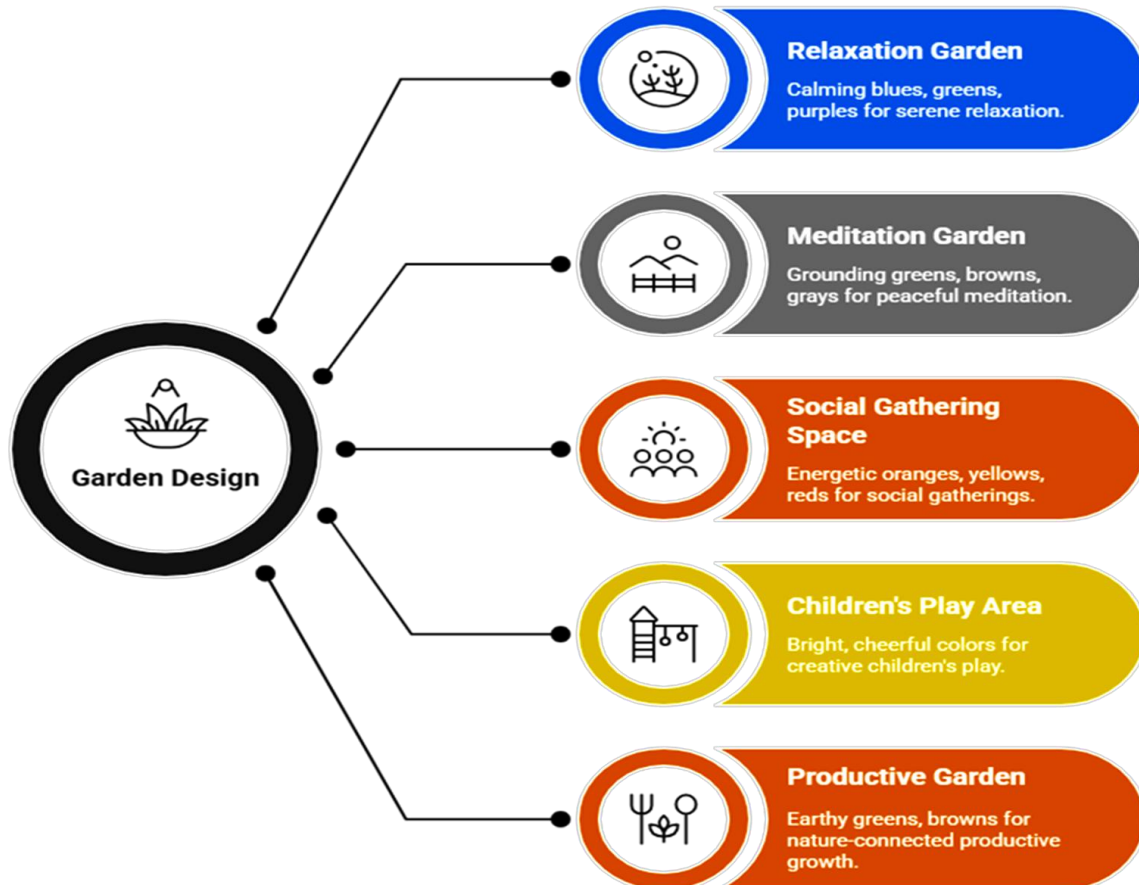 Garden Design
Relaxation Garden
Calming blues, greens,
purples for serene relaxation.
Meditation Garden
Grounding greens, browns,
grays for peaceful meditation.
Social Gathering
Space
Energetic oranges, yellows,
reds for social gatherings.
Children's Play Area
Bright, cheerful colors for
creative children's play.
Productive Garden
Earthy greens, browns for
nature-connected productive
growth.